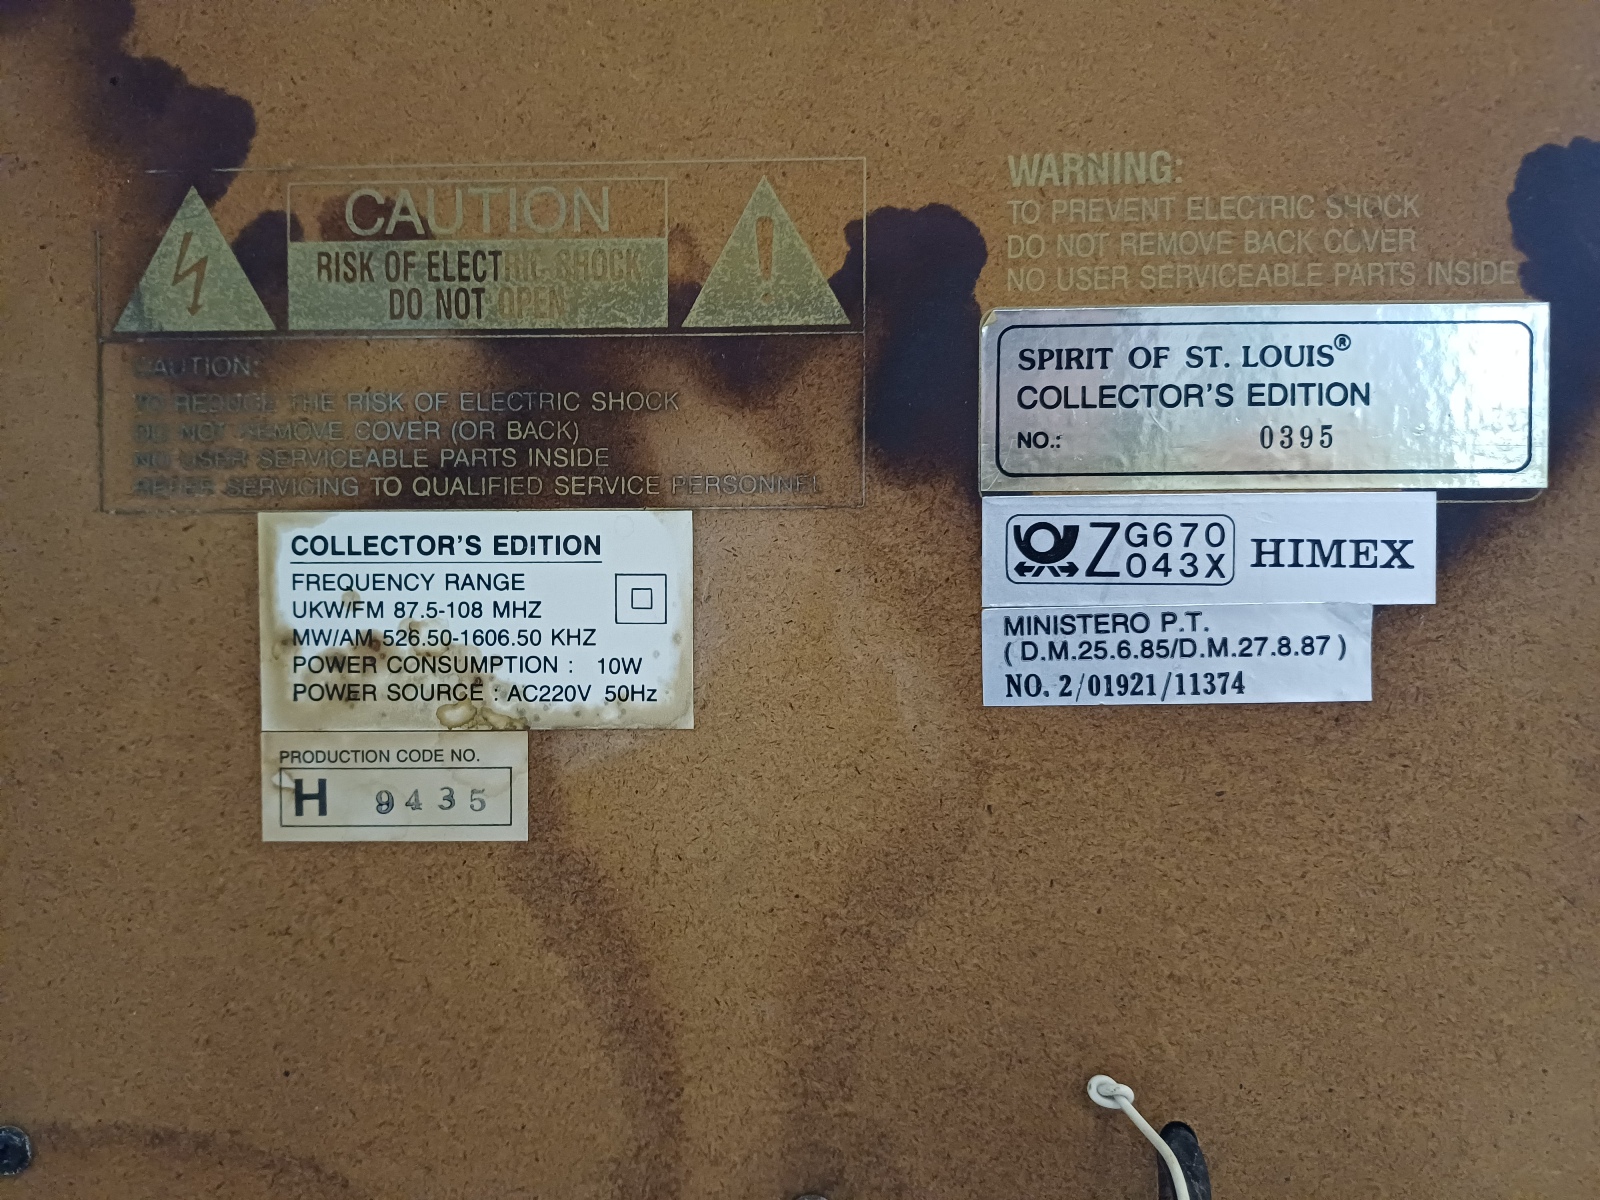 CAUTION
RISK OF ELECTRIC SHOCK
DO NOT OPEN
CAUTION:
TO REDUCE THE RISK OF ELECTRIC SHOCK
DO NOT REMOVE COVER (OR BACK)
NO USER SERVICEABLE PARTS INSIDE
REFER SERVICING TO QUALIFIED SERVICE PERSONNEL
WARNING:
TO PREVENT ELECTRIC SHOCK
DO NOT REMOVE BACK COVER
NO USER SERVICEABLE PARTS INSIDE
SPIRIT OF ST. LOUIS®
COLLECTOR'S EDITION
NO.: 0395
ZG670
043X
HIMEX
MINISTERO P.T.
( D.M.25.6.85/D.M.27.8.87 )
NO. 2/01921/11374
COLLECTOR'S EDITION
FREQUENCY RANGE
UKW/FM 87.5-108 MHZ
MW/AM 526.50-1606.50 KHZ
POWER CONSUMPTION : 10W
POWER SOURCE : AC220V 50Hz
PRODUCTION CODE NO.
H 9435